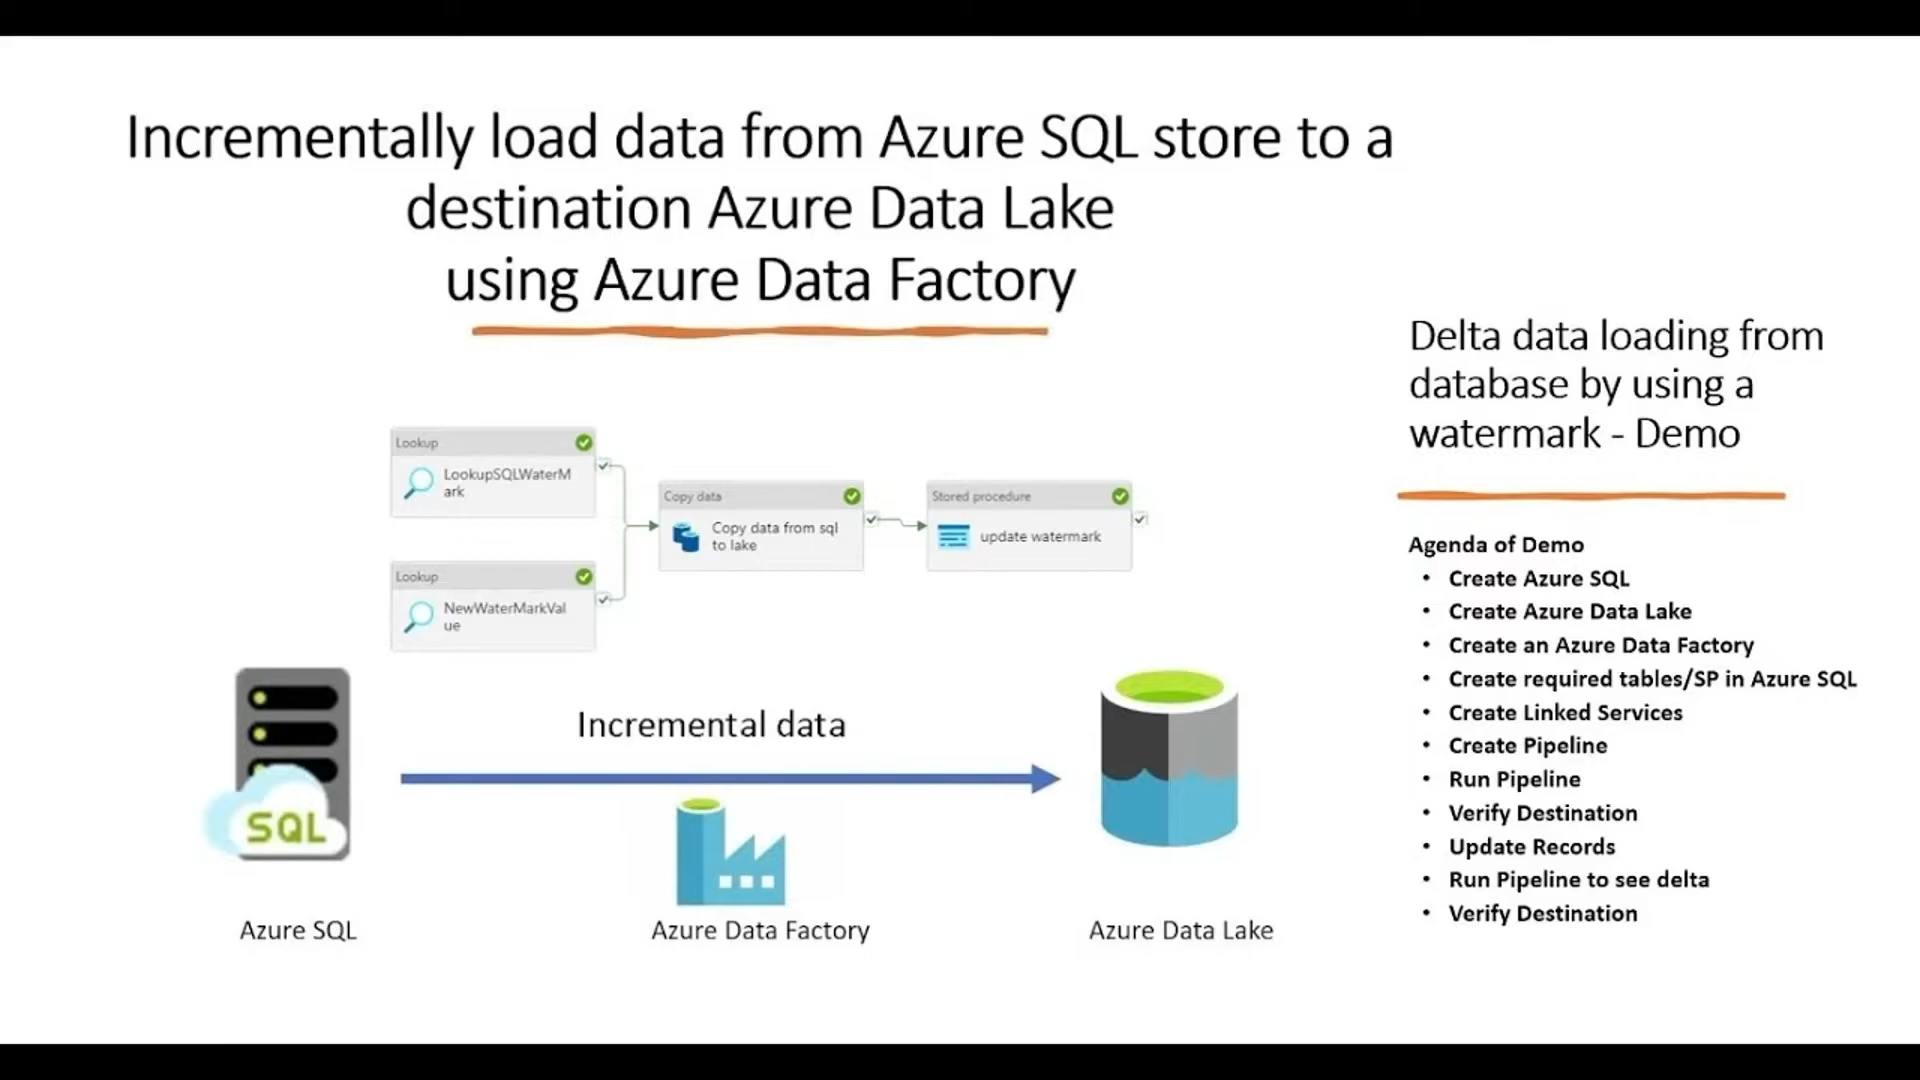 Incrementally load data from Azure SQL store to a
destination Azure Data Lake
using Azure Data Factory
Delta data loading from
database by using a
watermark - Demo
Lookup
LookupSQLWaterM
ark
Copy data
Copy data from sql
to lake
Stored procedure
update watermark
Lookup
NewWaterMarkVal
ue
Agenda of Demo
• Create Azure SQL
• Create Azure Data Lake
• Create an Azure Data Factory
• Create required tables/SP in Azure SQL
• Create Linked Services
• Create Pipeline
• Run Pipeline
• Verify Destination
• Update Records
• Run Pipeline to see delta
• Verify Destination
Incremental data
SQL
Azure SQL
Azure Data Factory
Azure Data Lake